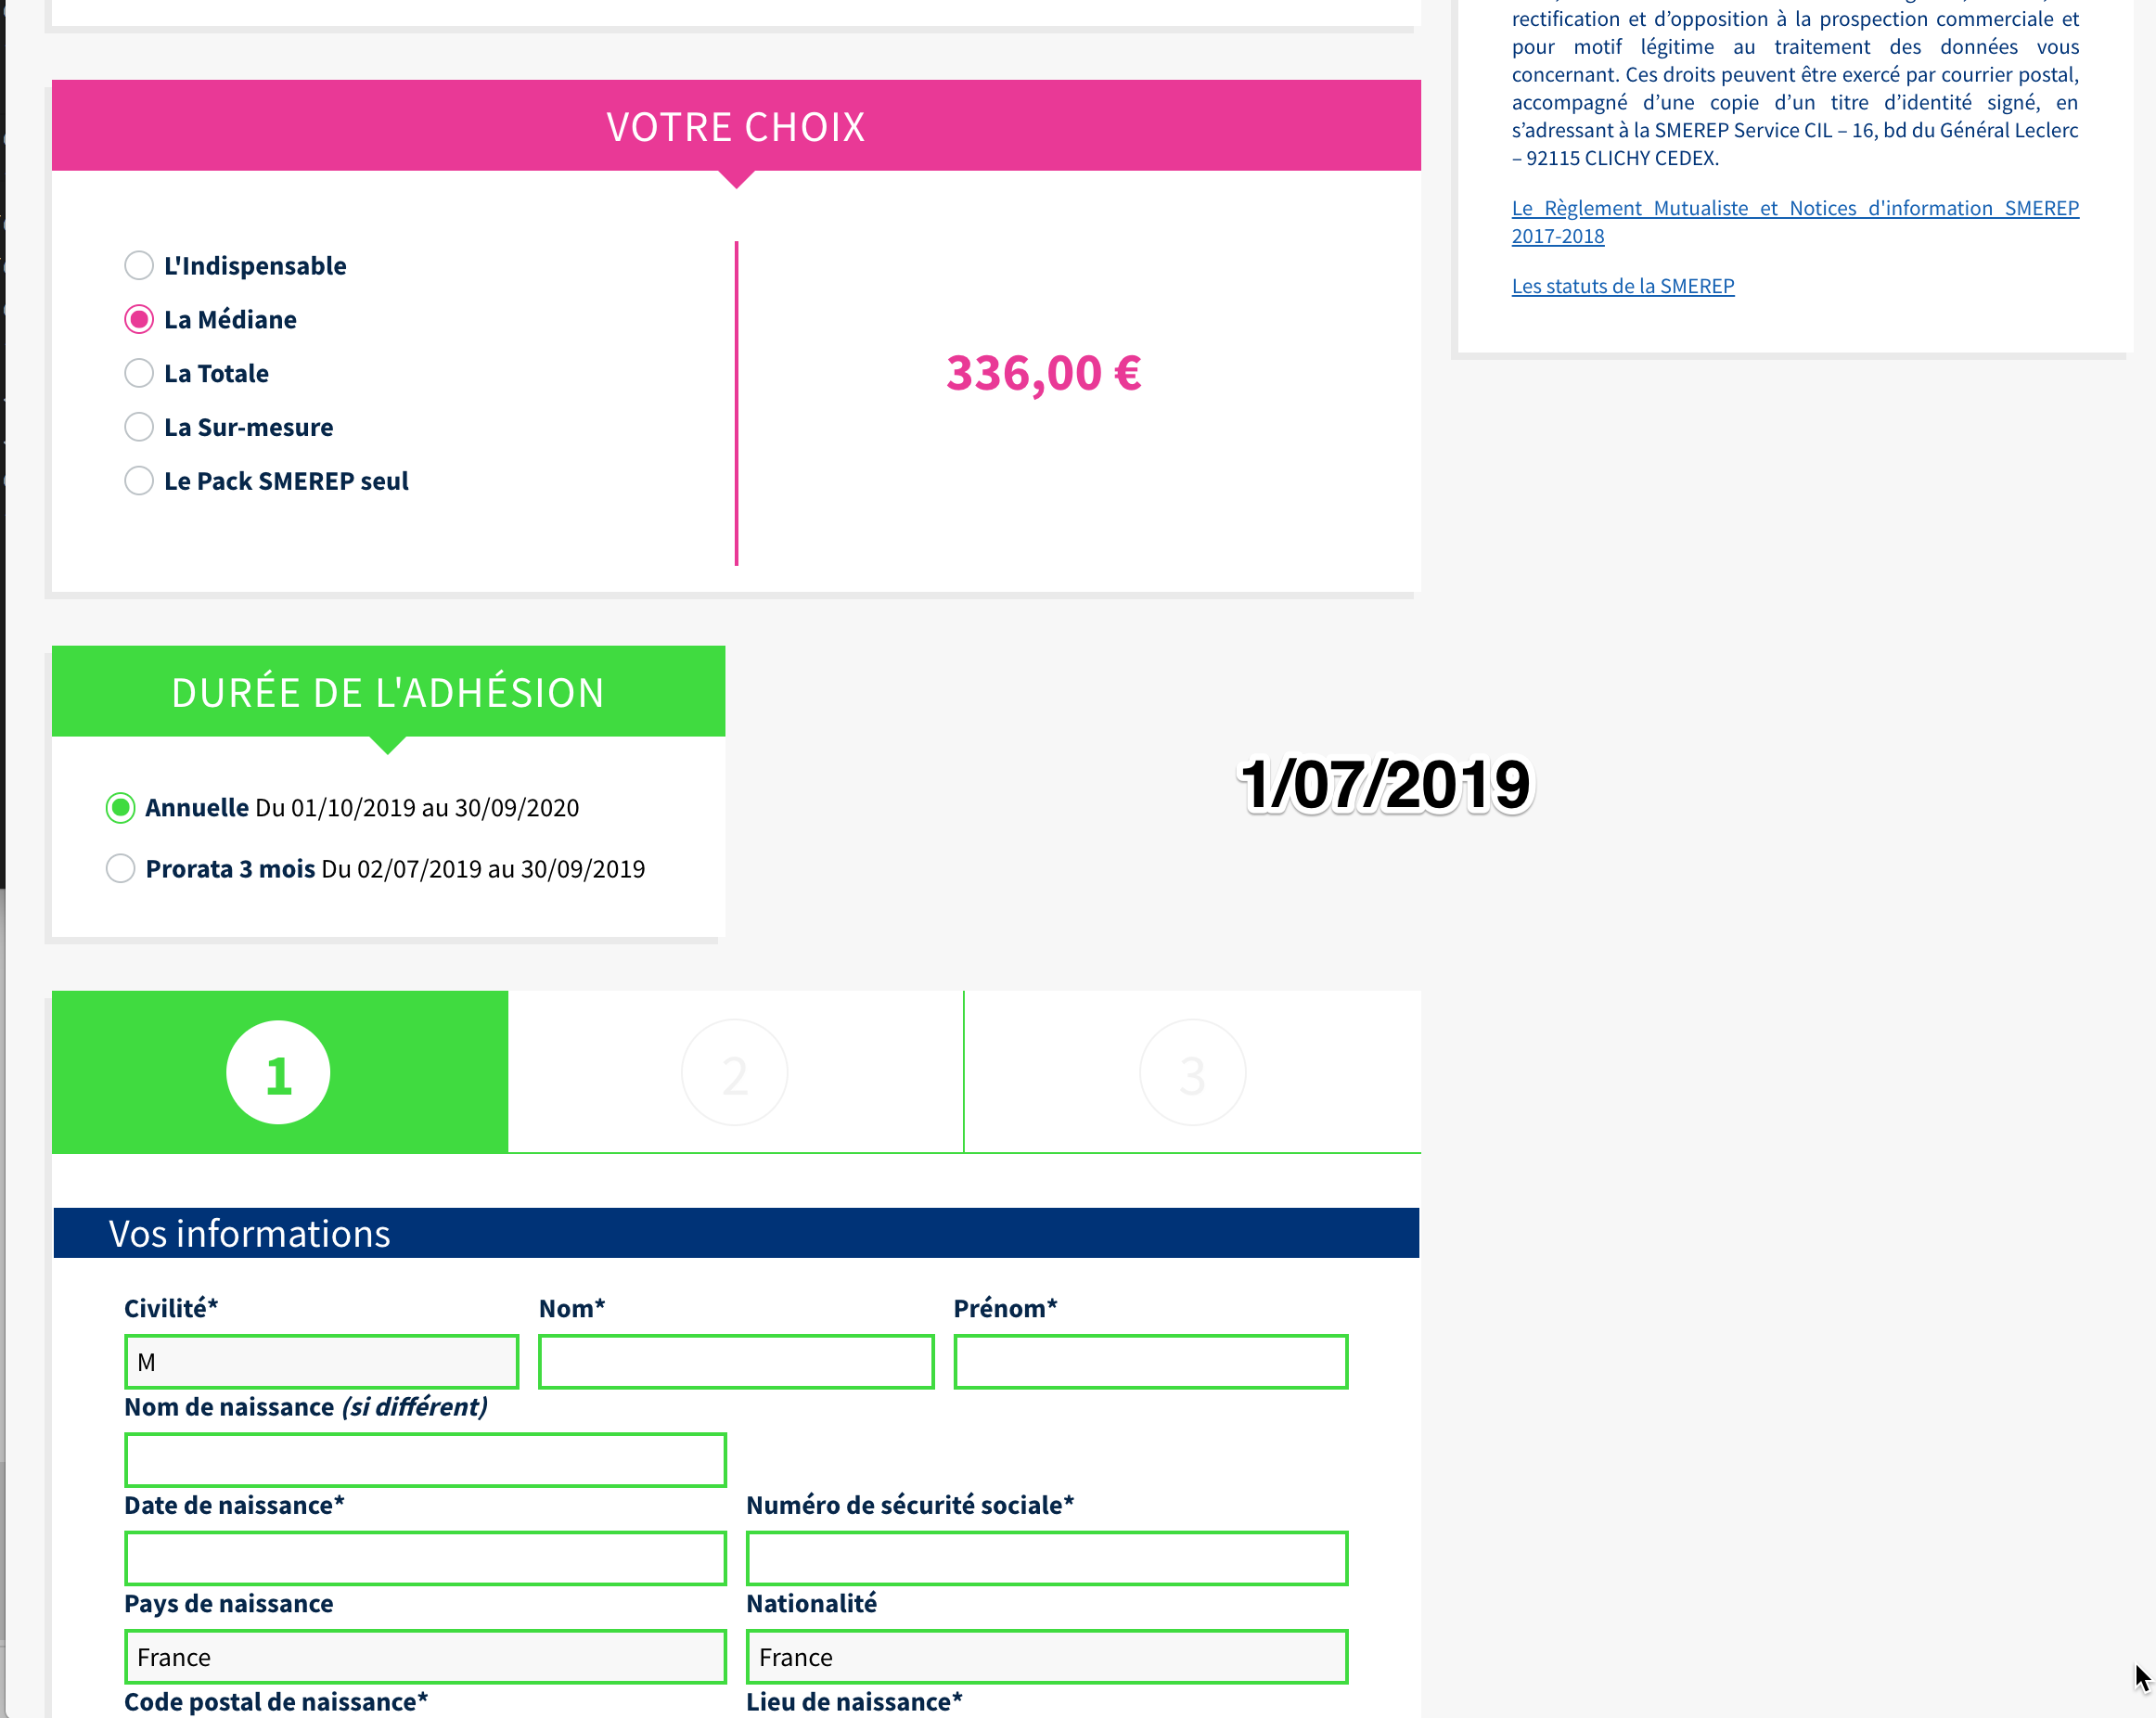 VOTRE CHOIX
L'Indispensable
La Médiane
La Totale
La Sur-mesure
Le Pack SMEREP seul
336,00 €
DURÉE DE L'ADHÉSION
Annuelle Du 01/10/2019 au 30/09/2020
Prorata 3 mois Du 02/07/2019 au 30/09/2019
1/07/2019
1
2
3
Vos informations
Civilité*
Nom*
Prénom*
M
Nom de naissance (si différent)
Date de naissance*
Numéro de sécurité sociale*
Pays de naissance
Nationalité
France
France
Code postal de naissance*
Lieu de naissance*
rectification et d’opposition à la prospection commerciale et
pour motif légitime au traitement des données vous
concernant. Ces droits peuvent être exercé par courrier postal,
accompagné d’une copie d’un titre d’identité signé, en
s’adressant à la SMEREP Service CIL – 16, bd du Général Leclerc
– 92115 CLICHY CEDEX.
Le Règlement Mutualiste et Notices d'information SMEREP
2017-2018
Les statuts de la SMEREP